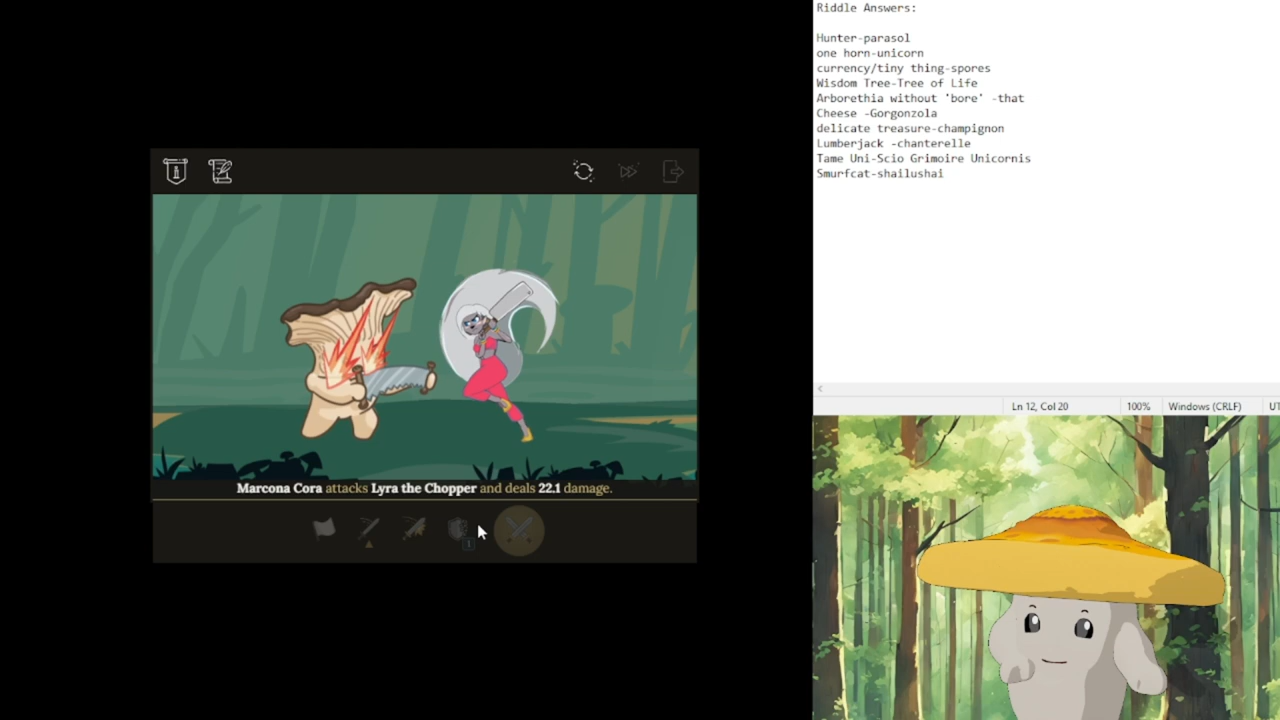 Riddle Answers:
Hunter-parasol
one horn-unicorn
currency/tiny thing-spores
Wisdom Tree-Tree of Life
Arborethia without 'bore' -that
Cheese -Gorgonzola
delicate treasure-champignon
Lumberjack -chanterelle
Tame Uni-Scio Grimoire Unicornis
Smurfcat-shailushai
Marcona Cora attacks Lyra the Chopper and deals 22.1 damage.
1
Ln 12, Col 20 100% Windows (CRLF) UT